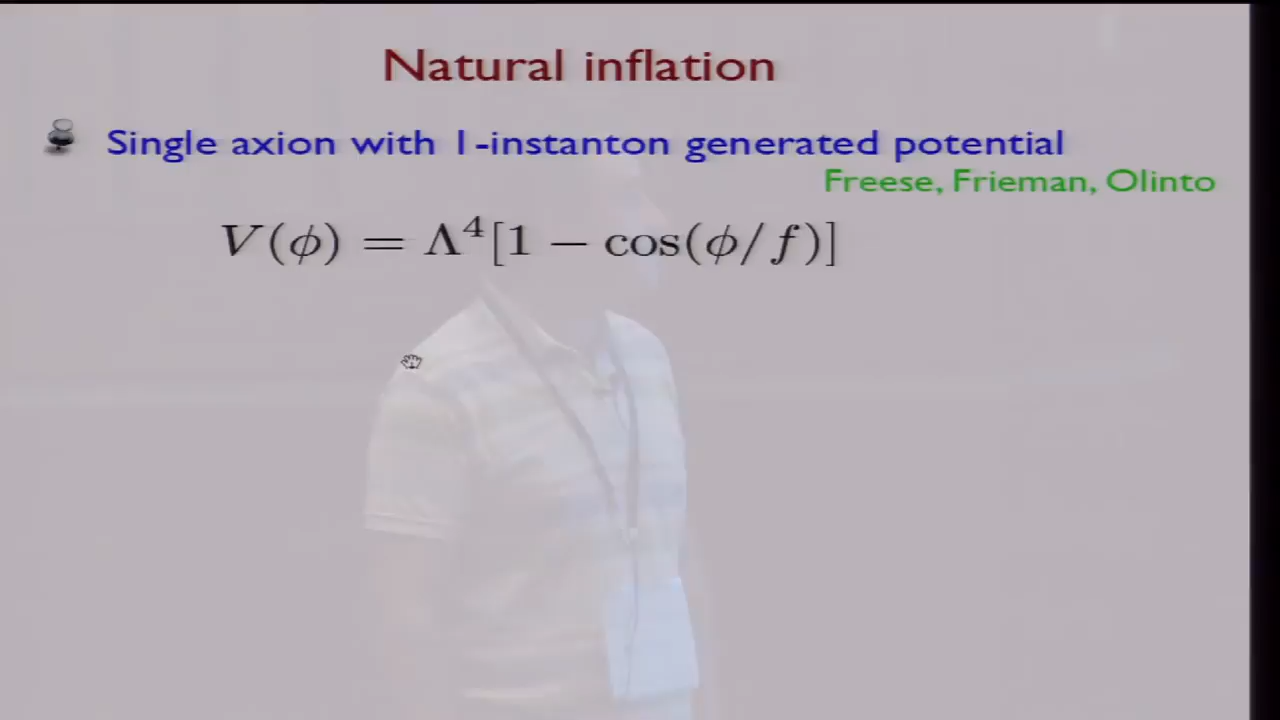 Natural inflation
Single axion with 1-instanton generated potential
Freese, Frieman, Olinto
V(φ) = Λ⁴[1 − cos(φ/f)]